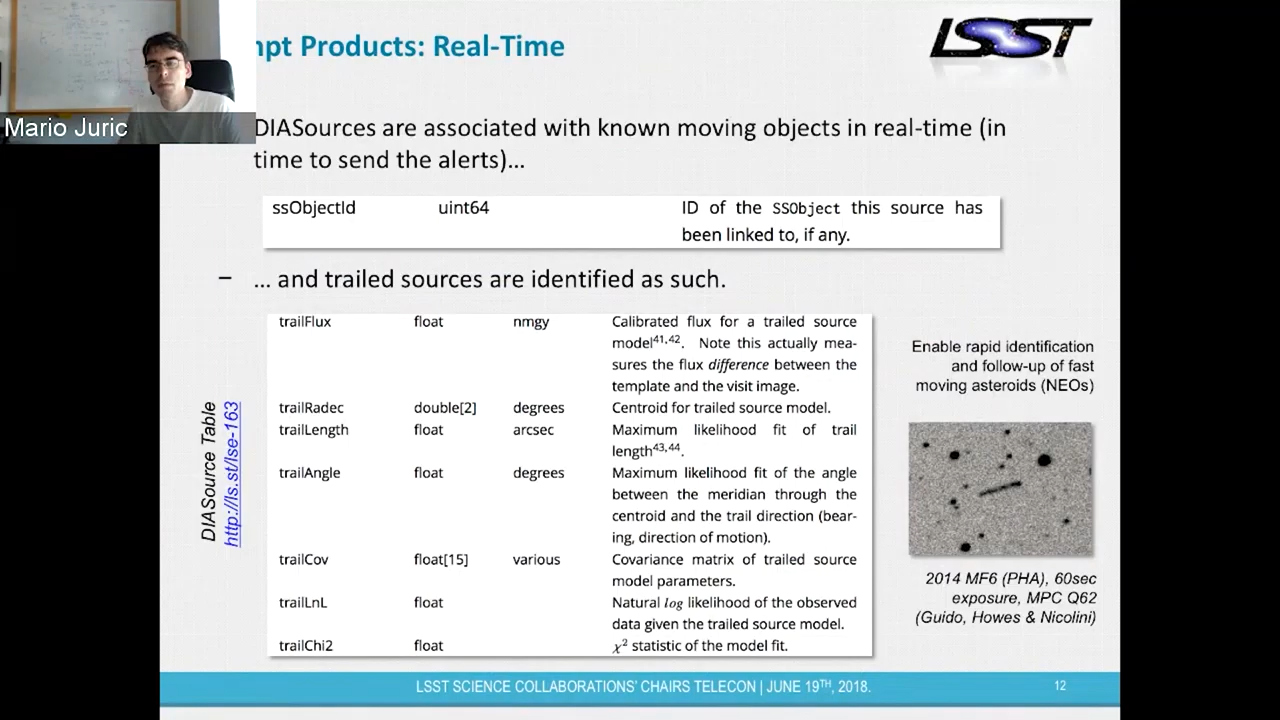 mpt Products: Real-Time
LSST
Mario Juric
DIASources are associated with known moving objects in real-time (in
time to send the alerts)…
ssObjectId uint64 ID of the SSObject this source has
been linked to, if any.
– … and trailed sources are identified as such.
DIASource Table
http://ls.st/lse-163
trailFlux float nmgy Calibrated flux for a trailed source
model41,42. Note this actually mea-
sures the flux difference between the
template and the visit image.
trailRadec double[2] degrees Centroid for trailed source model.
trailLength float arcsec Maximum likelihood fit of trail
length43,44.
trailAngle float degrees Maximum likelihood fit of the angle
between the meridian through the
centroid and the trail direction (bear-
ing, direction of motion).
trailCov float[15] various Covariance matrix of trailed source
model parameters.
trailLnL float Natural log likelihood of the observed
data given the trailed source model.
trailChi2 float χ2 statistic of the model fit.
Enable rapid identification
and follow-up of fast
moving asteroids (NEOs)
2014 MF6 (PHA), 60sec
exposure, MPC Q62
(Guido, Howes & Nicolini)
LSST SCIENCE COLLABORATIONS' CHAIRS TELECON | JUNE 19TH, 2018.
12